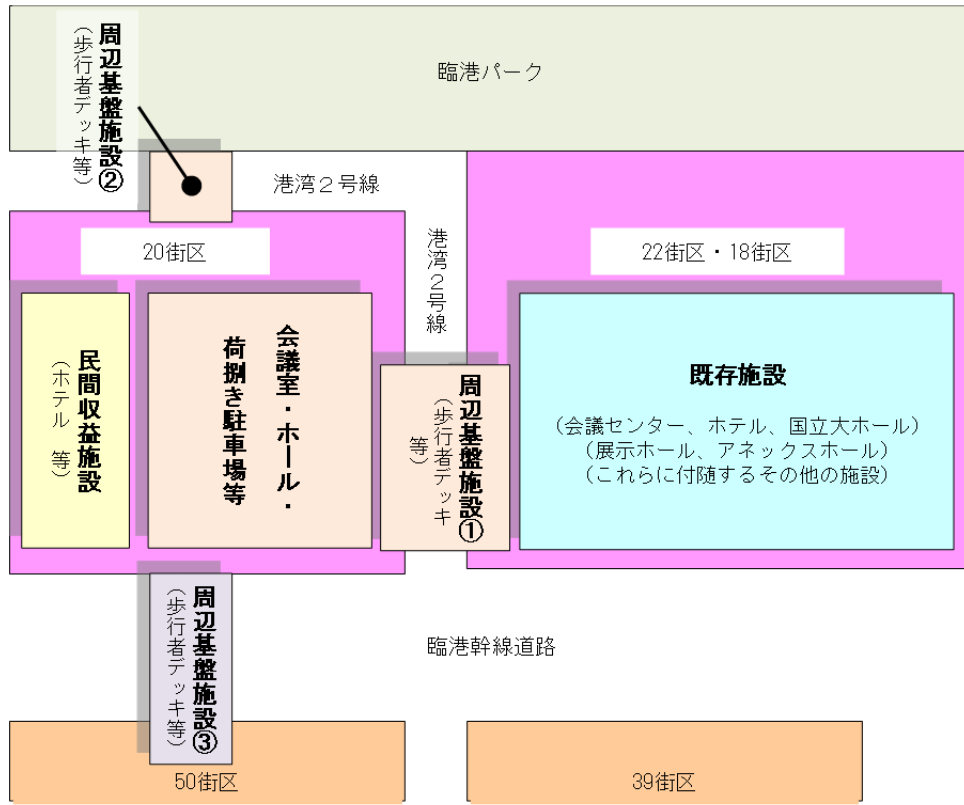 臨港パーク
周辺基盤施設②
（歩行者デッキ等）
港湾２号線
港湾２号線
20街区
22街区・18街区
民間収益施設
（ホテル 等）
会議室・ホール・
荷捌き駐車場等
周辺基盤施設①
（歩行者デッキ
等）
既存施設
（会議センター、ホテル、国立大ホール）
（展示ホール、アネックスホール）
（これらに付随するその他の施設）
周辺基盤施設③
（歩行者デッキ等）
臨港幹線道路
50街区
39街区